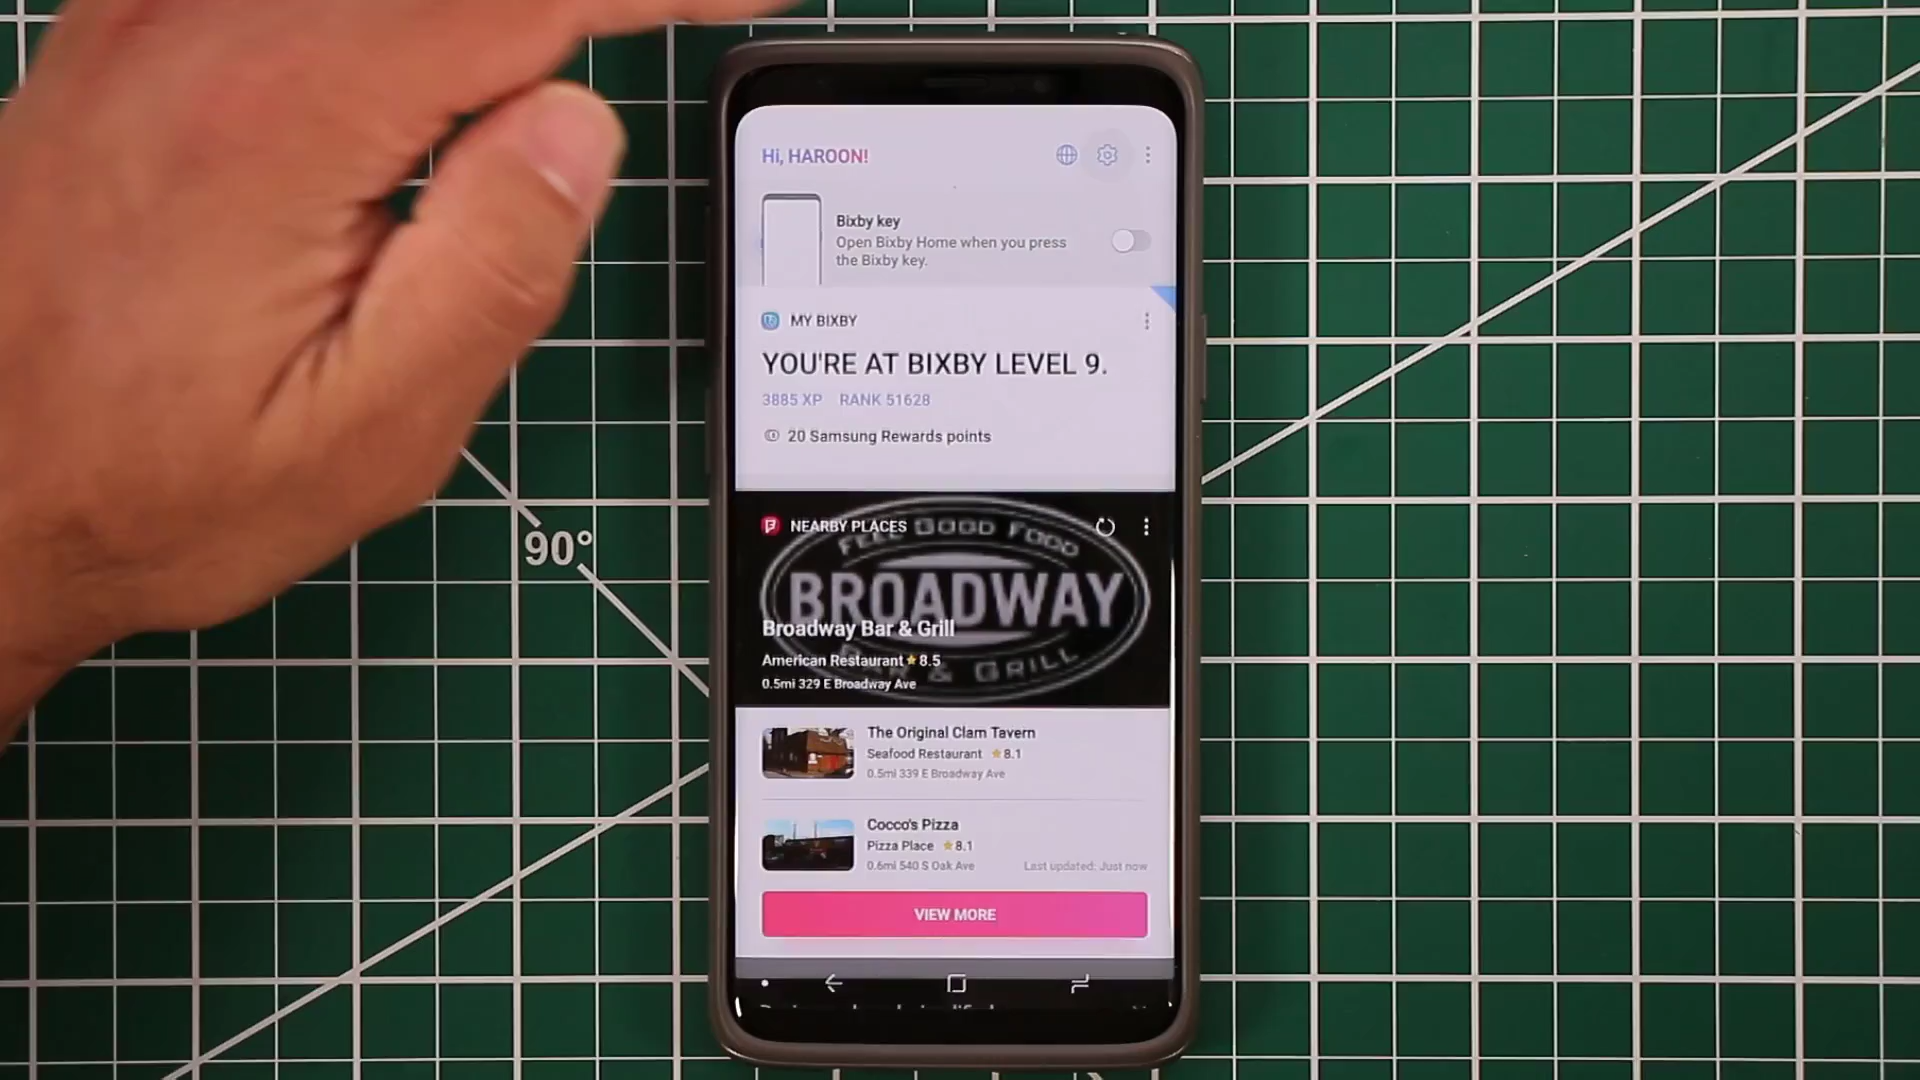 Hi, HAROON!
Bixby key
Open Bixby Home when you press
the Bixby key.
MY BIXBY
YOU'RE AT BIXBY LEVEL 9.
3885 XP RANK 51628
20 Samsung Rewards points
NEARBY PLACES
FEEL GOOD FOOD
BROADWAY
BAR & GRILL
Broadway Bar & Grill
American Restaurant ★ 8.5
0.5mi 329 E Broadway Ave
The Original Clam Tavern
Seafood Restaurant ★ 8.1
0.5mi 339 E Broadway Ave
Cocco's Pizza
Pizza Place ★ 8.1
0.6mi 540 S Oak Ave Last updated: Just now
VIEW MORE
90°